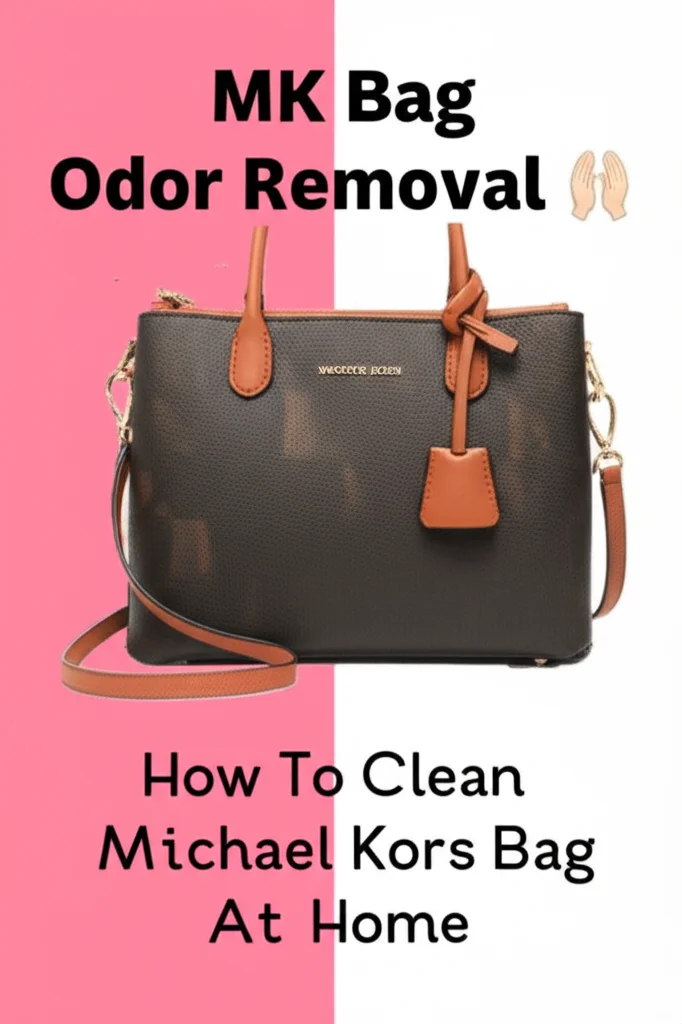 MK Bag
Odor Removal 🙌🏻
How To Clean
Michael Kors Bag
At Home